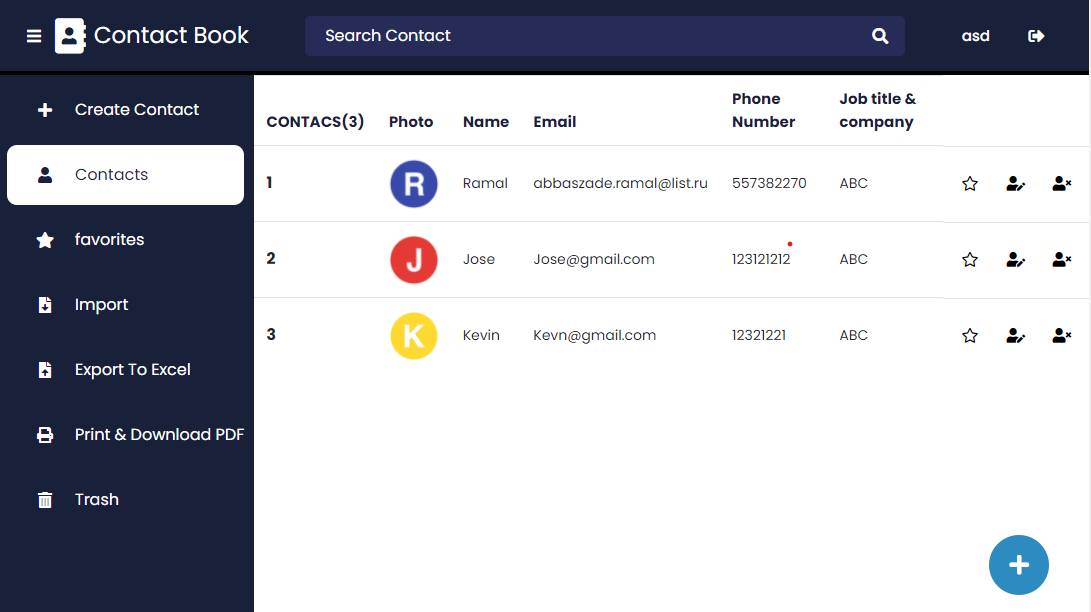 Contact Book
Search Contact
asd
Create Contact
Contacts
favorites
Import
Export To Excel
Print & Download PDF
Trash
CONTACS(3) Photo Name Email Phone Number Job title & company
1 R Ramal abbaszade.ramal@list.ru 557382270 ABC
2 J Jose Jose@gmail.com 123121212 ABC
3 K Kevin Kevn@gmail.com 12321221 ABC